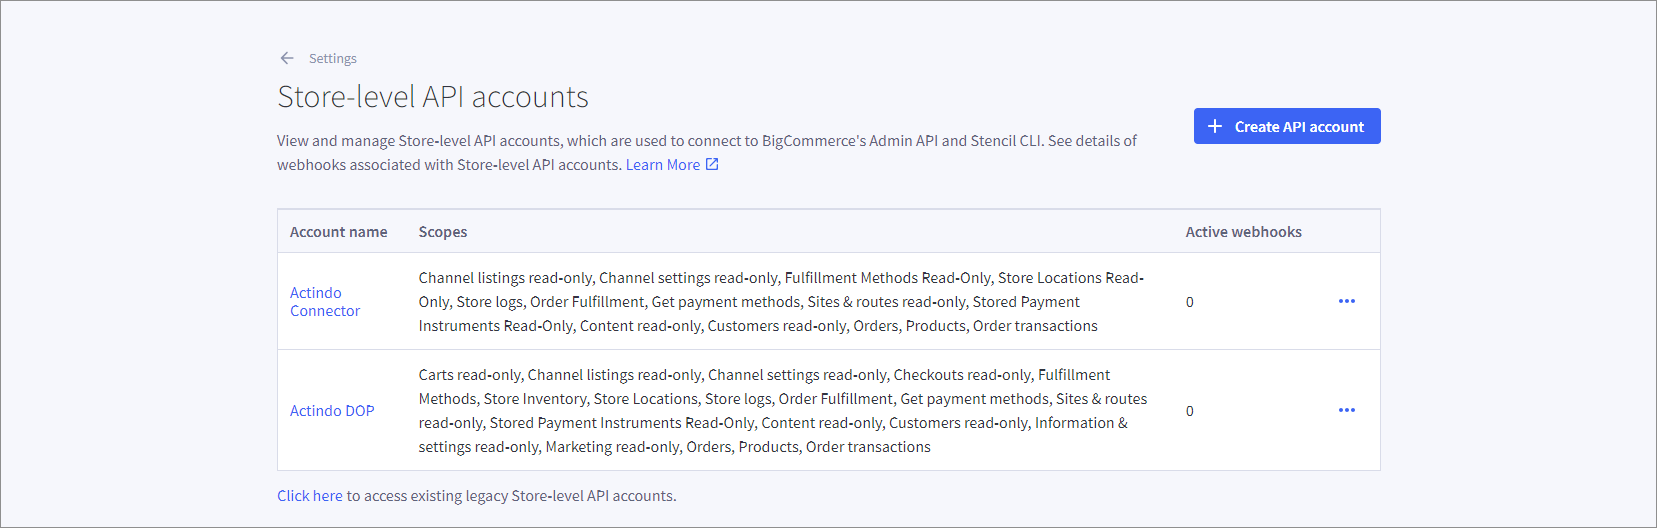 Settings
Store-level API accounts
+ Create API account
View and manage Store-level API accounts, which are used to connect to BigCommerce's Admin API and Stencil CLI. See details of
webhooks associated with Store-level API accounts. Learn More
Account name Scopes Active webhooks
Actindo
Connector
Channel listings read-only, Channel settings read-only, Fulfillment Methods Read-Only, Store Locations Read-
Only, Store logs, Order Fulfillment, Get payment methods, Sites & routes read-only, Stored Payment
Instruments Read-Only, Content read-only, Customers read-only, Orders, Products, Order transactions
0
Actindo DOP
Carts read-only, Channel listings read-only, Channel settings read-only, Checkouts read-only, Fulfillment
Methods, Store Inventory, Store Locations, Store logs, Order Fulfillment, Get payment methods, Sites & routes
read-only, Stored Payment Instruments Read-Only, Content read-only, Customers read-only, Information &
settings read-only, Marketing read-only, Orders, Products, Order transactions
0
Click here to access existing legacy Store-level API accounts.